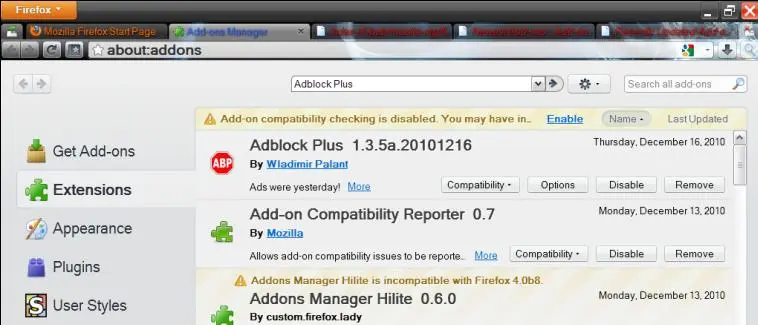 Firefox
Mozilla Firefox Start Page
Add-ons Manager
about:addons
Adblock Plus
Search all add-ons
Add-on compatibility checking is disabled. You may have in..
Enable
Name
Last Updated
Get Add-ons
Extensions
Appearance
Plugins
User Styles
ABP
Adblock Plus 1.3.5a.20101216
Thursday, December 16, 2010
By Wladimir Palant
Ads were yesterday! More
Compatibility
Options
Disable
Remove
Add-on Compatibility Reporter 0.7
Monday, December 13, 2010
By Mozilla
Allows add-on compatibility issues to be reporte.. More
Compatibility
Disable
Remove
Addons Manager Hilite is incompatible with Firefox 4.0b8.
Addons Manager Hilite 0.6.0
Monday, December 13, 2010
By custom.firefox.lady